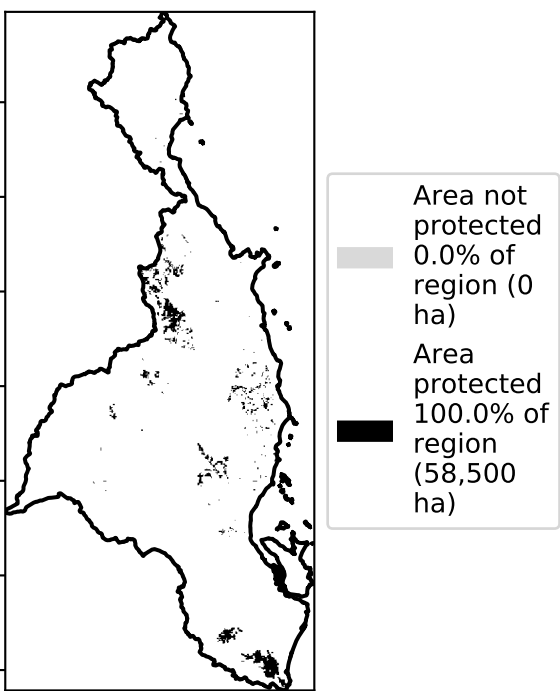 Area not
protected
0.0% of
region (0
ha)
Area
protected
100.0% of
region
(58,500
ha)